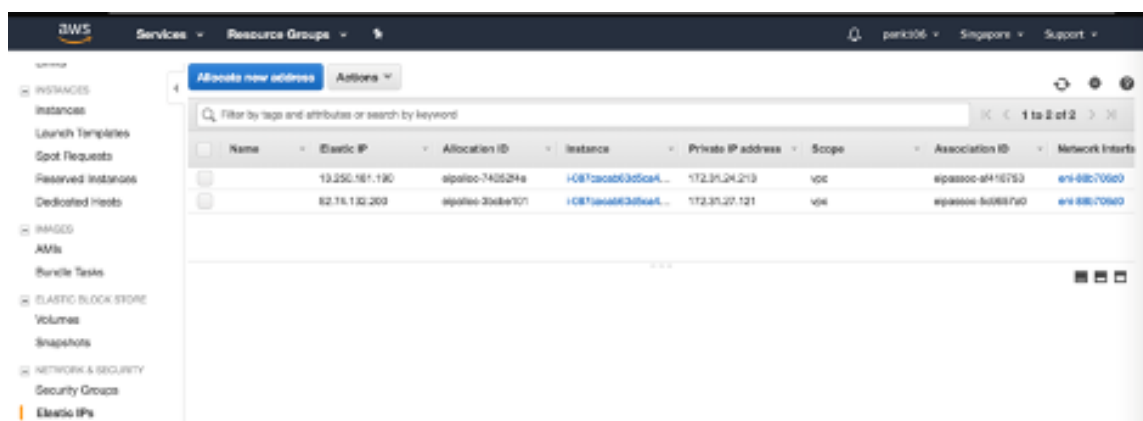 aws Services Resource Groups Singapore Support
INSTANCES
Instances
Launch Templates
Spot Requests
Reserved Instances
Dedicated Hosts
IMAGES
AMIs
Bundle Tasks
ELASTIC BLOCK STORE
Volumes
Snapshots
NETWORK & SECURITY
Security Groups
Elastic IPs
Allocate new address Actions
Filter by tags and attributes or search by keyword 1 to 2 of 2
Name Elastic IP Allocation ID Instance Private IP address Scope Association ID Network Interfa
13.250.161.190 172.31.24.213 vpc
172.31.27.121 vpc